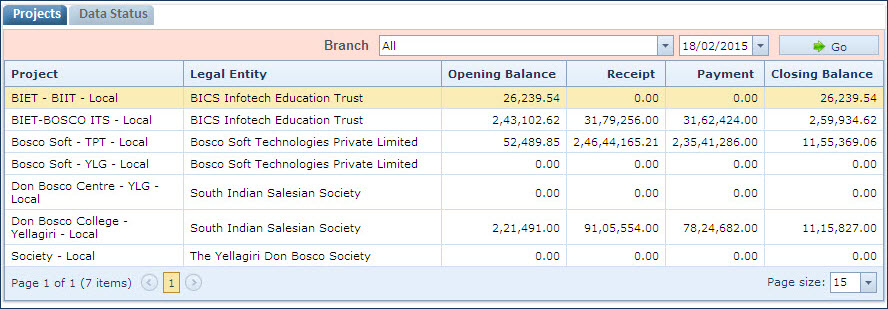 Projects Data Status
Branch All 18/02/2015 Go
Project Legal Entity Opening Balance Receipt Payment Closing Balance
BIET - BIIT - Local BICS Infotech Education Trust 26,239.54 0.00 0.00 26,239.54
BIET-BOSCO ITS - Local BICS Infotech Education Trust 2,43,102.62 31,79,256.00 31,62,424.00 2,59,934.62
Bosco Soft - TPT - Local Bosco Soft Technologies Private Limited 52,489.85 2,46,44,165.21 2,35,41,286.00 11,55,369.06
Bosco Soft - YLG - Local Bosco Soft Technologies Private Limited 0.00 0.00 0.00 0.00
Don Bosco Centre - YLG -
Local South Indian Salesian Society 0.00 0.00 0.00 0.00
Don Bosco College -
Yellagiri - Local South Indian Salesian Society 2,21,491.00 91,05,554.00 78,24,682.00 11,15,827.00
Society - Local The Yellagiri Don Bosco Society 0.00 0.00 0.00 0.00
Page 1 of 1 (7 items) 1 Page size: 15